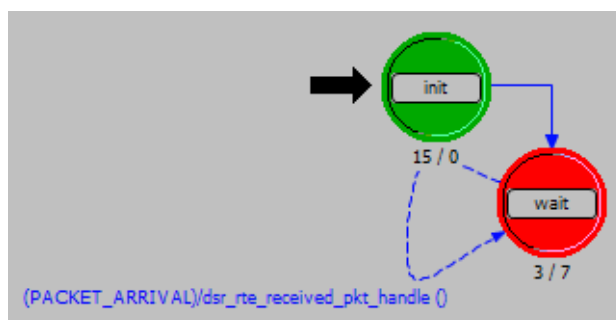 init
15 / 0
wait
3 / 7
(PACKET_ARRIVAL)/dsr_rte_received_pkt_handle ()